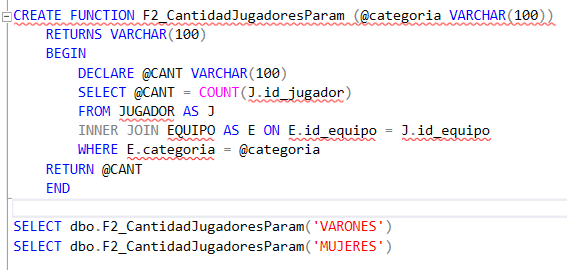 CREATE FUNCTION F2_CantidadJugadoresParam (@categoria VARCHAR(100))
RETURNS VARCHAR(100)
BEGIN
DECLARE @CANT VARCHAR(100)
SELECT @CANT = COUNT(J.id_jugador)
FROM JUGADOR AS J
INNER JOIN EQUIPO AS E ON E.id_equipo = J.id_equipo
WHERE E.categoria = @categoria
RETURN @CANT
END
SELECT dbo.F2_CantidadJugadoresParam('VARONES')
SELECT dbo.F2_CantidadJugadoresParam('MUJERES')